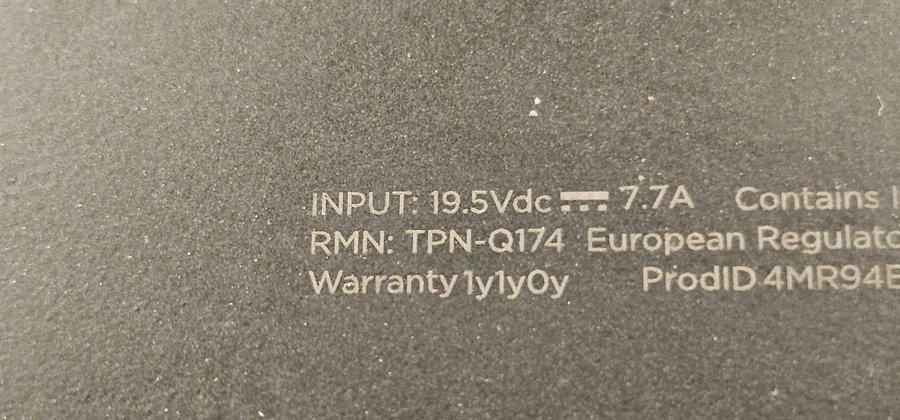 INPUT: 19.5Vdc ⎓ 7.7A Contains
RMN: TPN-Q174 European Regulato
Warranty 1y1y0y ProdID 4MR94E